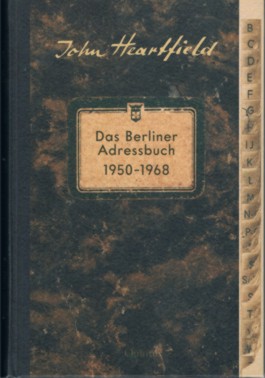 John Heartfield
Das Berliner
Adressbuch
1950-1968
B
C
D
E
F
G
H
I
J
K
L
M
N
P
R
S
T